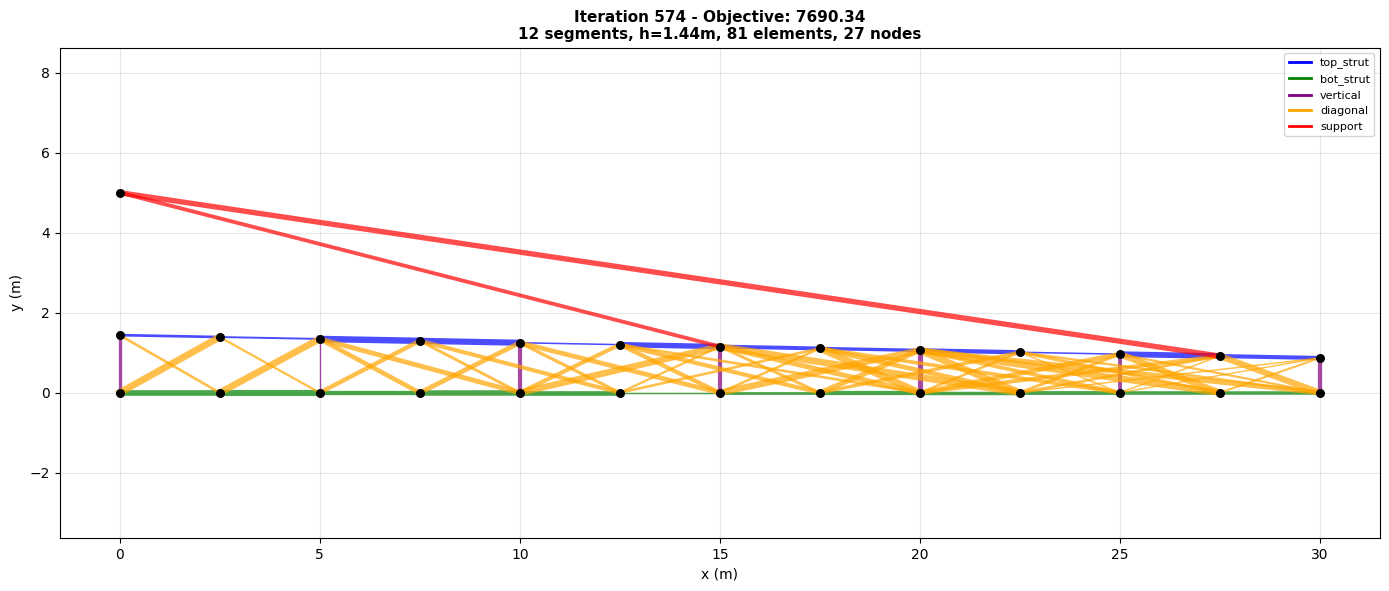 Iteration 574 - Objective: 7690.34
12 segments, h=1.44m, 81 elements, 27 nodes
top_strut
bot_strut
vertical
diagonal
support
8
6
4
2
0
−2
y (m)
0
5
10
15
20
25
30
x (m)